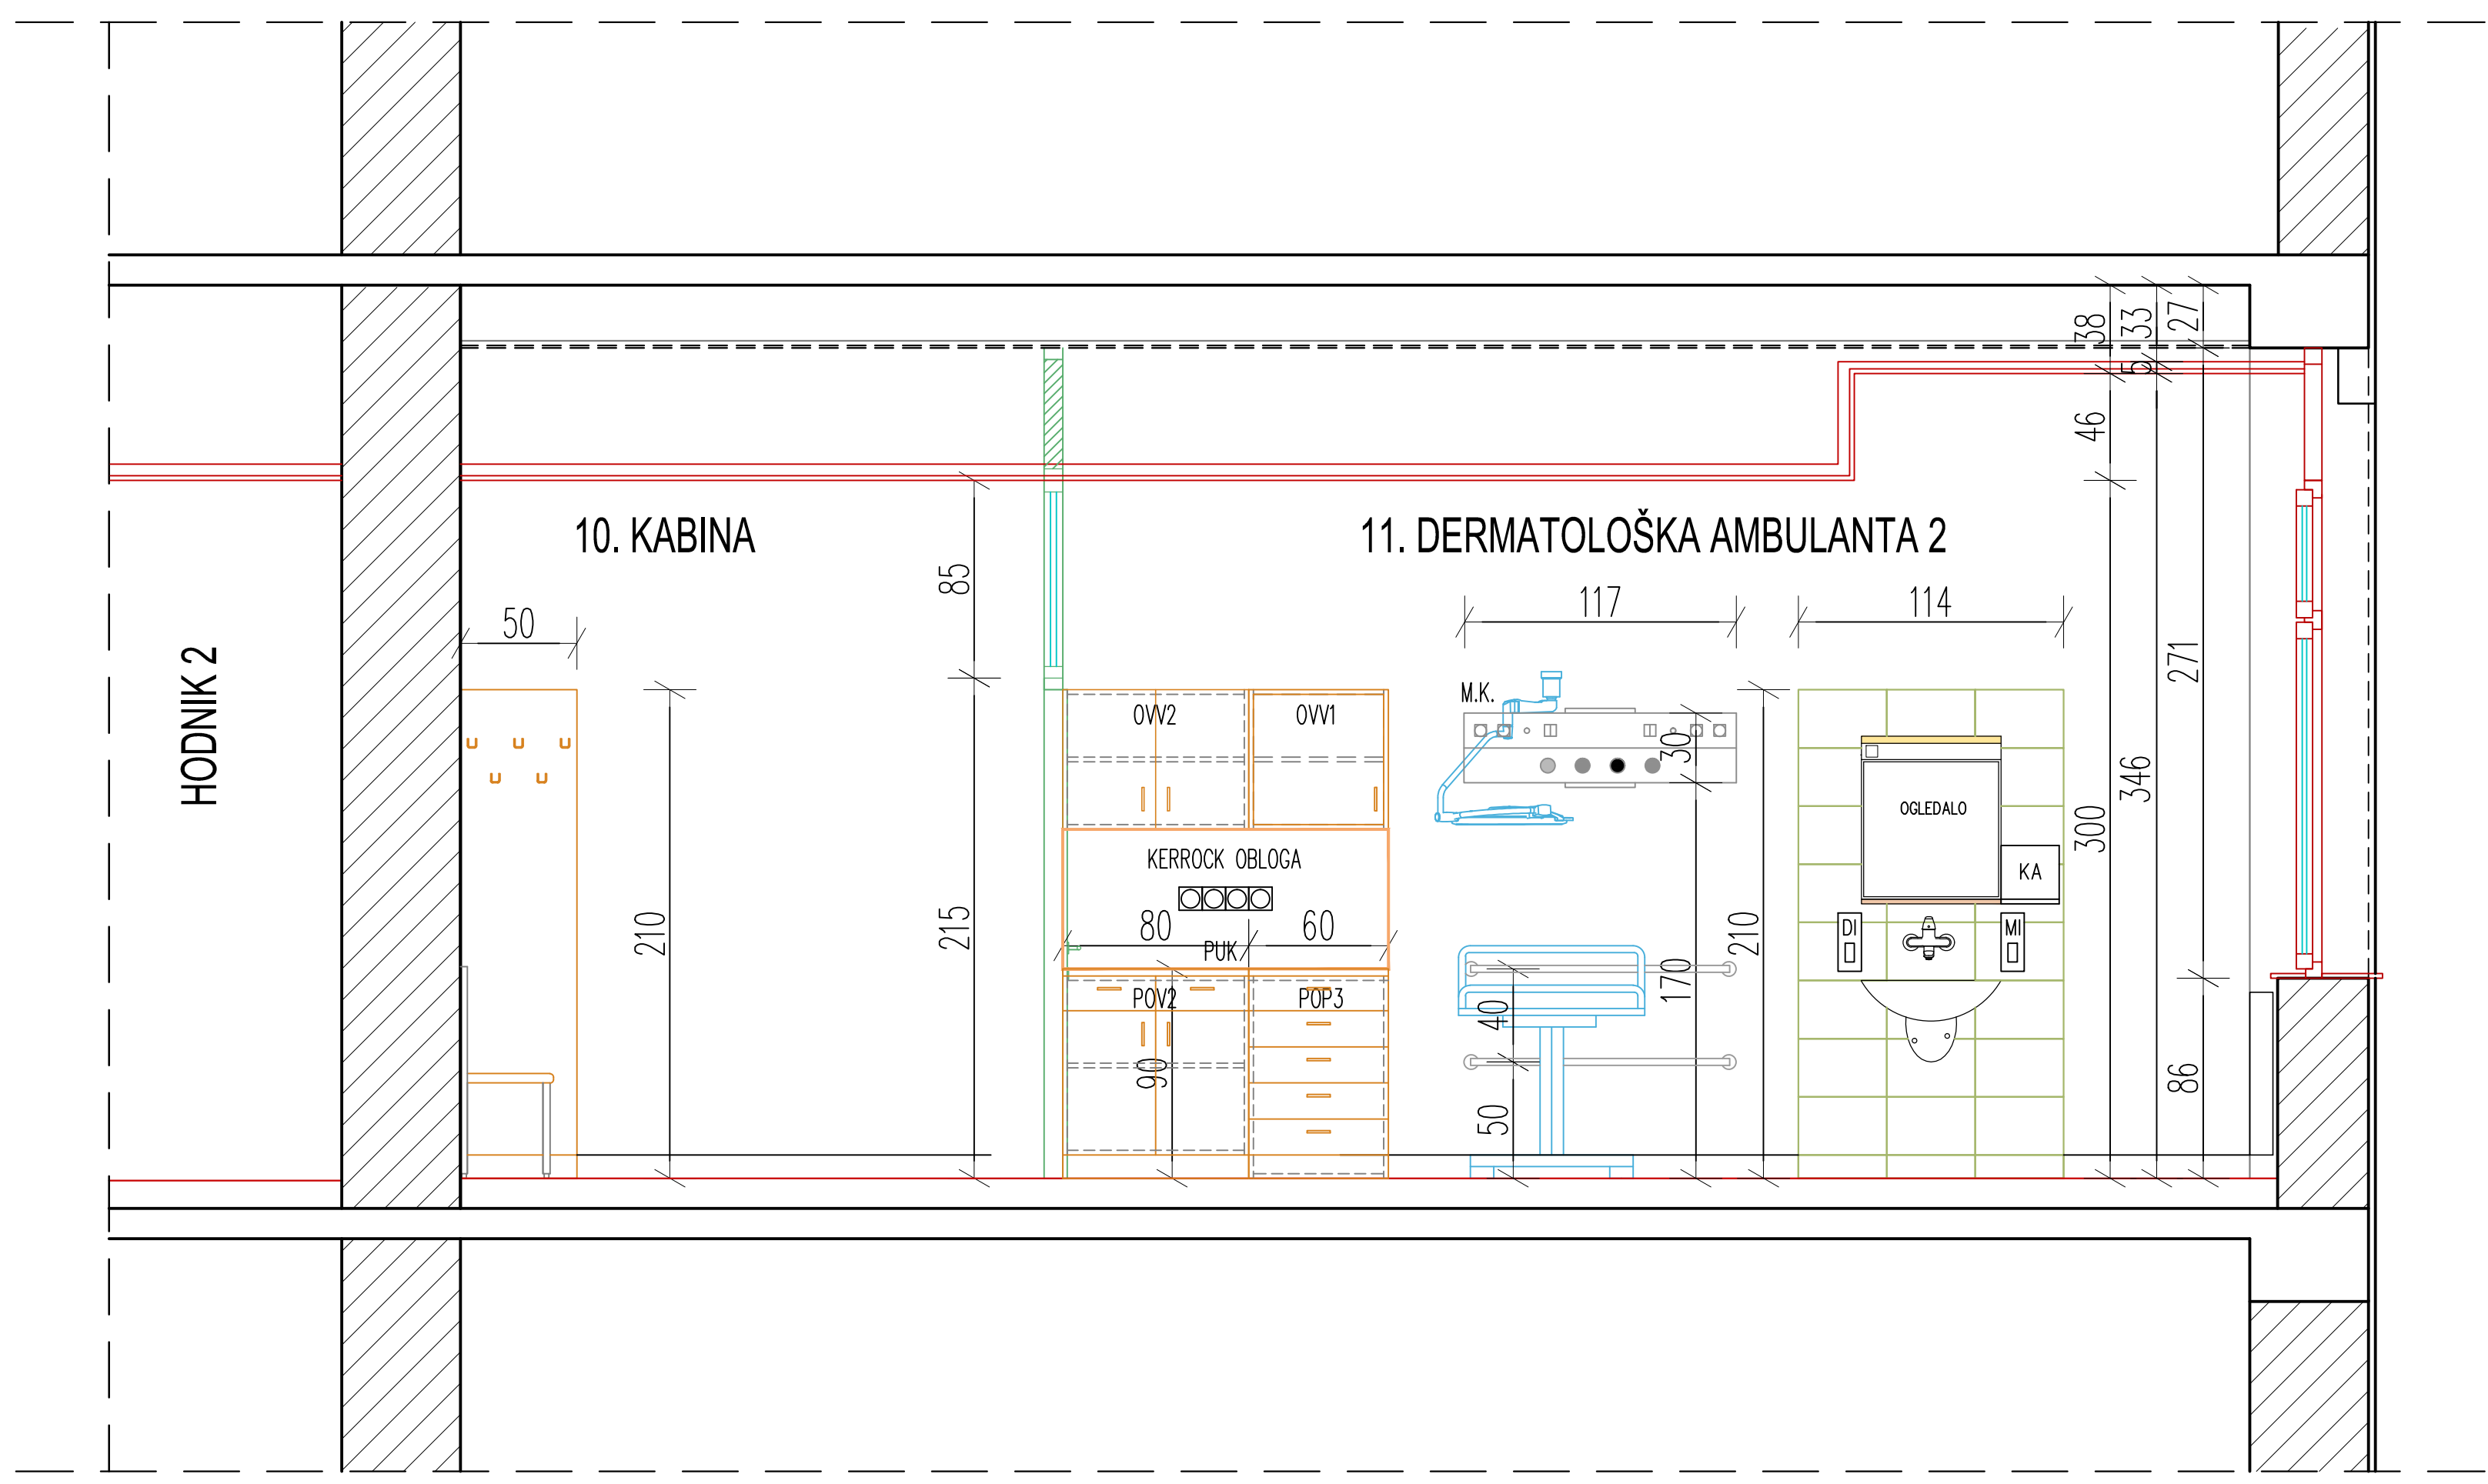 38
33
27
5
46
10. KABINA
11. DERMATOLOŠKA AMBULANTA 2
HODNIK 2
85
50
117
114
271
M.K.
OVV2
OVV1
30
346
300
OGLEDALO
KERROCK OBLOGA
KA
210
215
80
60
PUK
210
170
DI
MI
POV2
POP3
40
90
50
86